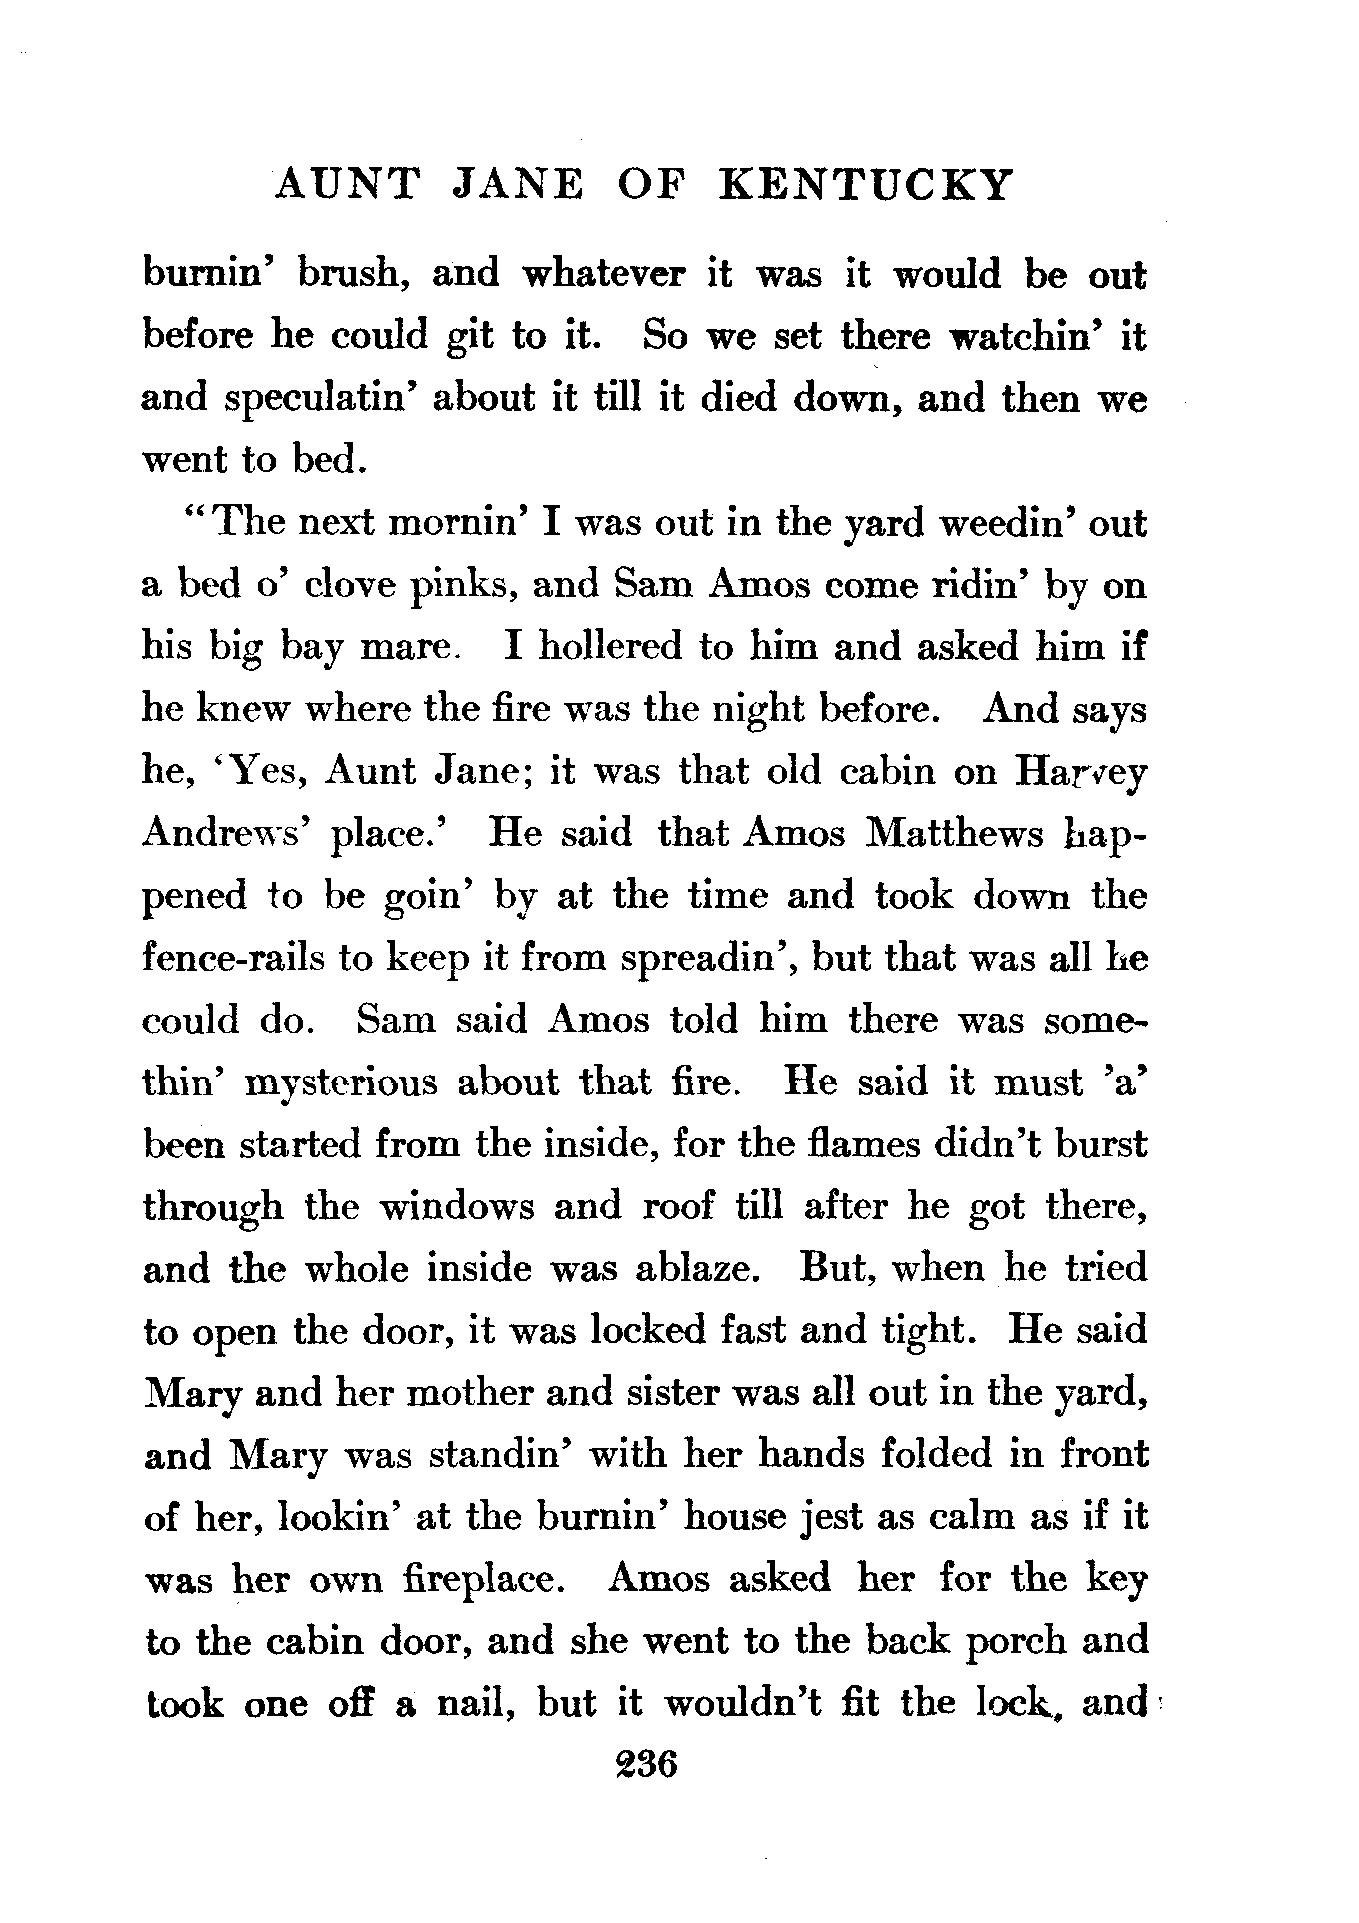 AUNT JANE OF KENTUCKY
burnin’ brush, and whatever it was it would be out
before he could git to it. So we set there watchin’ it
and speculatin’ about it till it died down, and then we
went to bed.
“The next mornin’ I was out in the yard weedin’ out
a bed o’ clove pinks, and Sam Amos come ridin’ by on
his big bay mare. I hollered to him and asked him if
he knew where the fire was the night before. And says
he, ‘Yes, Aunt Jane; it was that old cabin on Harvey
Andrews’ place.’ He said that Amos Matthews hap-
pened to be goin’ by at the time and took down the
fence-rails to keep it from spreadin’, but that was all he
could do. Sam said Amos told him there was some-
thin’ mysterious about that fire. He said it must ’a’
been started from the inside, for the flames didn’t burst
through the windows and roof till after he got there,
and the whole inside was ablaze. But, when he tried
to open the door, it was locked fast and tight. He said
Mary and her mother and sister was all out in the yard,
and Mary was standin’ with her hands folded in front
of her, lookin’ at the burnin’ house jest as calm as if it
was her own fireplace. Amos asked her for the key
to the cabin door, and she went to the back porch and
took one off a nail, but it wouldn’t fit the lock, and
236